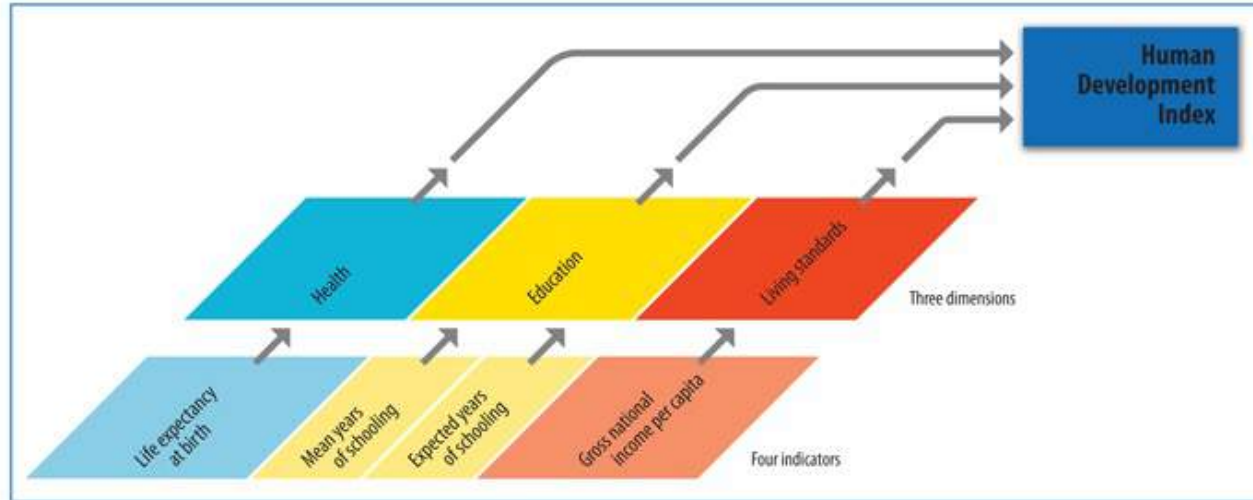 Human
Development
Index
Health
Education
Living standards
Three dimensions
Life expectancy
at birth
Mean years
of schooling
Expected years
of schooling
Gross national
income per capita
Four indicators